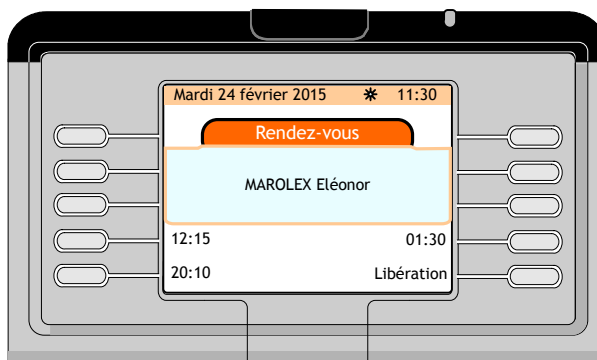 Mardi 24 février 2015 ☀ 11:30
Rendez-vous
MAROLEX Eléonor
12:15 01:30
20:10 Libération